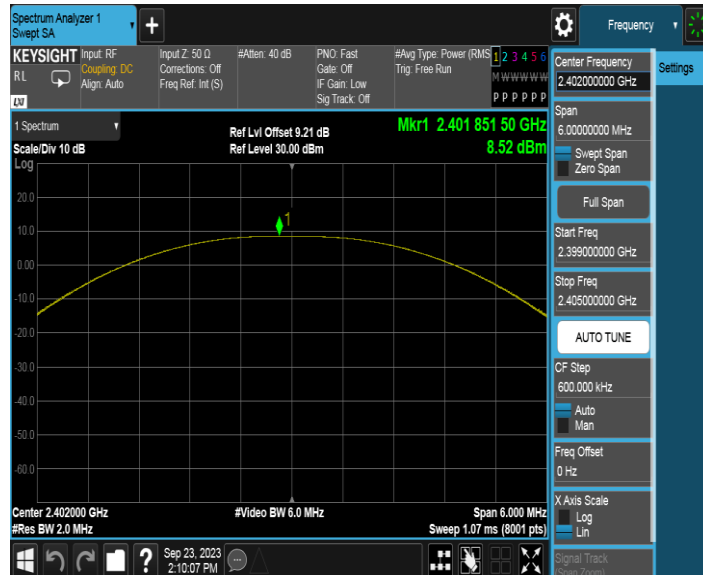 Spectrum Analyzer 1
Swept SA
+
Frequency
KEYSIGHT
RL
LXI
Input: RF
Coupling: DC
Align: Auto
Input Z: 50 Ω
Corrections: Off
Freq Ref: Int (S)
#Atten: 40 dB
PNO: Fast
Gate: Off
IF Gain: Low
Sig Track: Off
#Avg Type: Power (RMS
Trig: Free Run
1 2 3 4 5 6
M W W W W W
P P P P P P
1 Spectrum
Scale/Div 10 dB
Log
Ref Lvl Offset 9.21 dB
Ref Level 30.00 dBm
Mkr1 2.401 851 50 GHz
8.52 dBm
20.0
10.0
0.00
-10.0
-20.0
-30.0
-40.0
-50.0
-60.0
1
Center 2.402000 GHz
#Res BW 2.0 MHz
#Video BW 6.0 MHz
Span 6.000 MHz
Sweep 1.07 ms (8001 pts)
Sep 23, 2023
2:10:07 PM
?
Center Frequency
2.402000000 GHz
Span
6.00000000 MHz
Swept Span
Zero Span
Full Span
Start Freq
2.399000000 GHz
Stop Freq
2.405000000 GHz
AUTO TUNE
CF Step
600.000 kHz
Auto
Man
Freq Offset
0 Hz
X Axis Scale
Log
Lin
Signal Track
(Span Zoom)
Settings